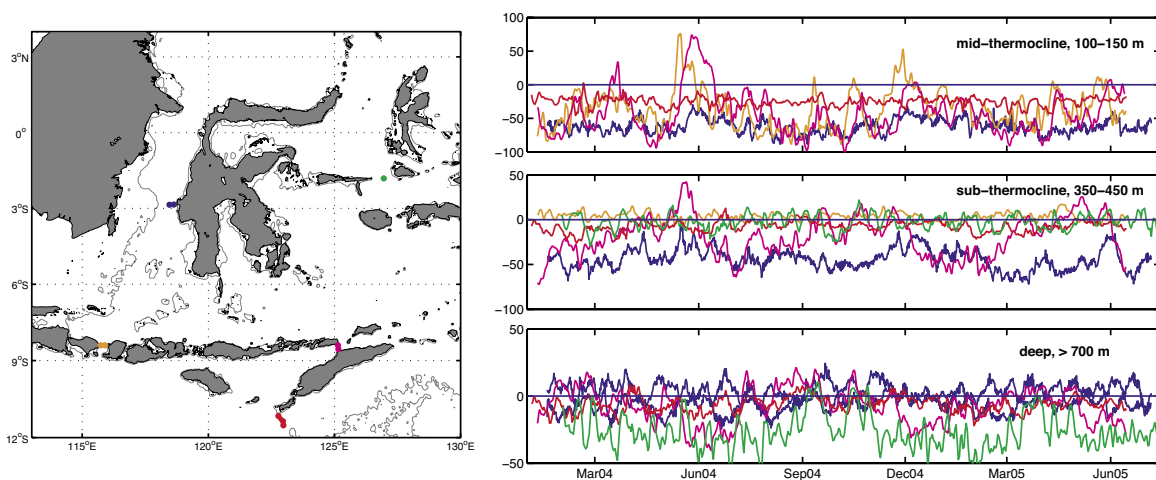 3°N
0°
3°S
6°S
9°S
12°S
115°E
120°E
125°E
130°E
100
50
0
−50
−100
mid−thermocline, 100−150 m
50
0
−50
−100
sub−thermocline, 350−450 m
50
0
−50
deep, > 700 m
Mar04
Jun04
Sep04
Dec04
Mar05
Jun05